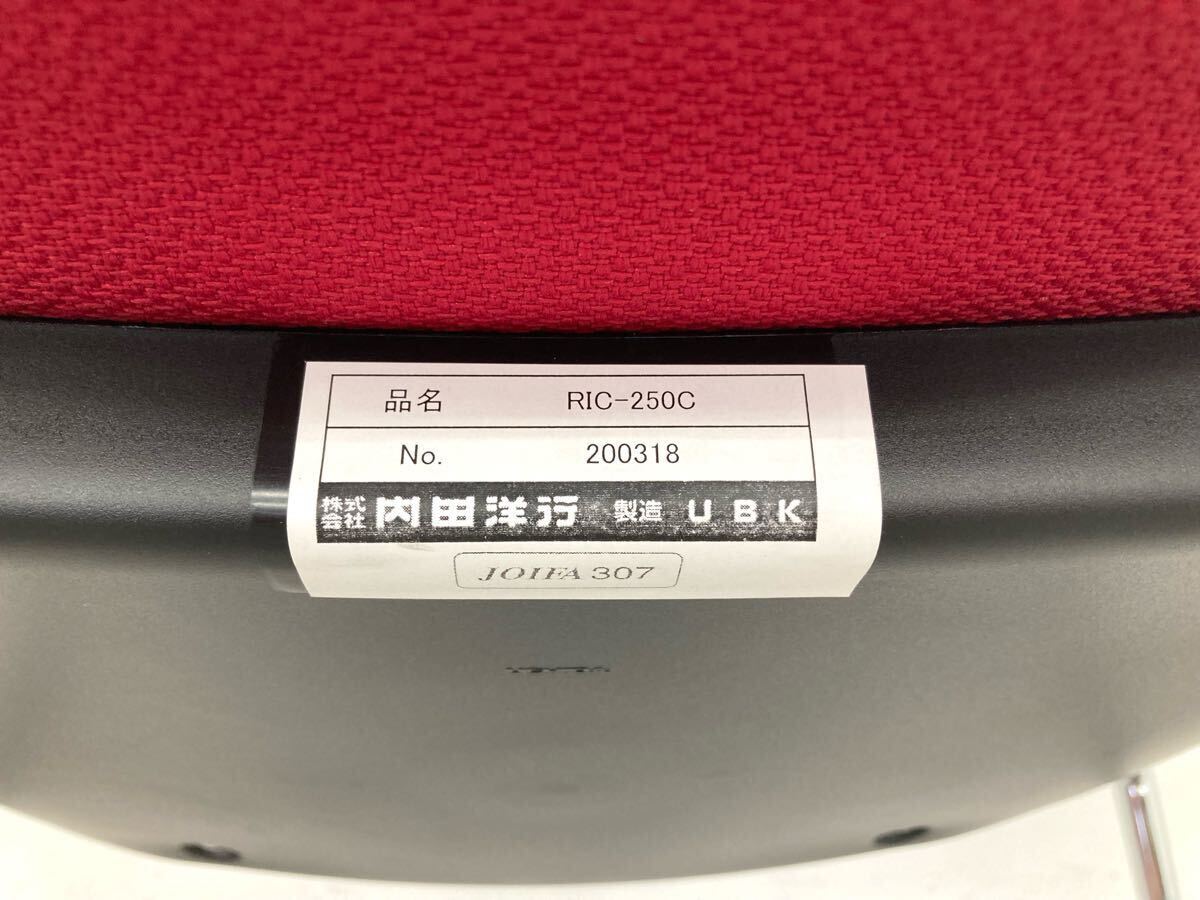 品名 RIC-250C
No. 200318
株式会社 内田洋行 製造 UBK
JOIFA 307